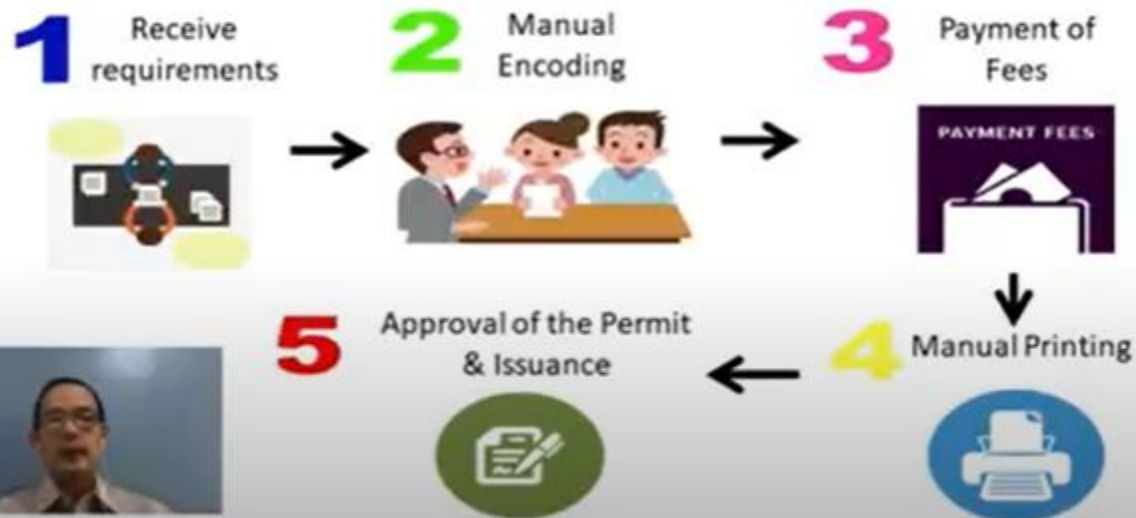 1
Receive
requirements
2
Manual
Encoding
3
Payment of
Fees
PAYMENT FEES
4
Manual Printing
5
Approval of the Permit
& Issuance